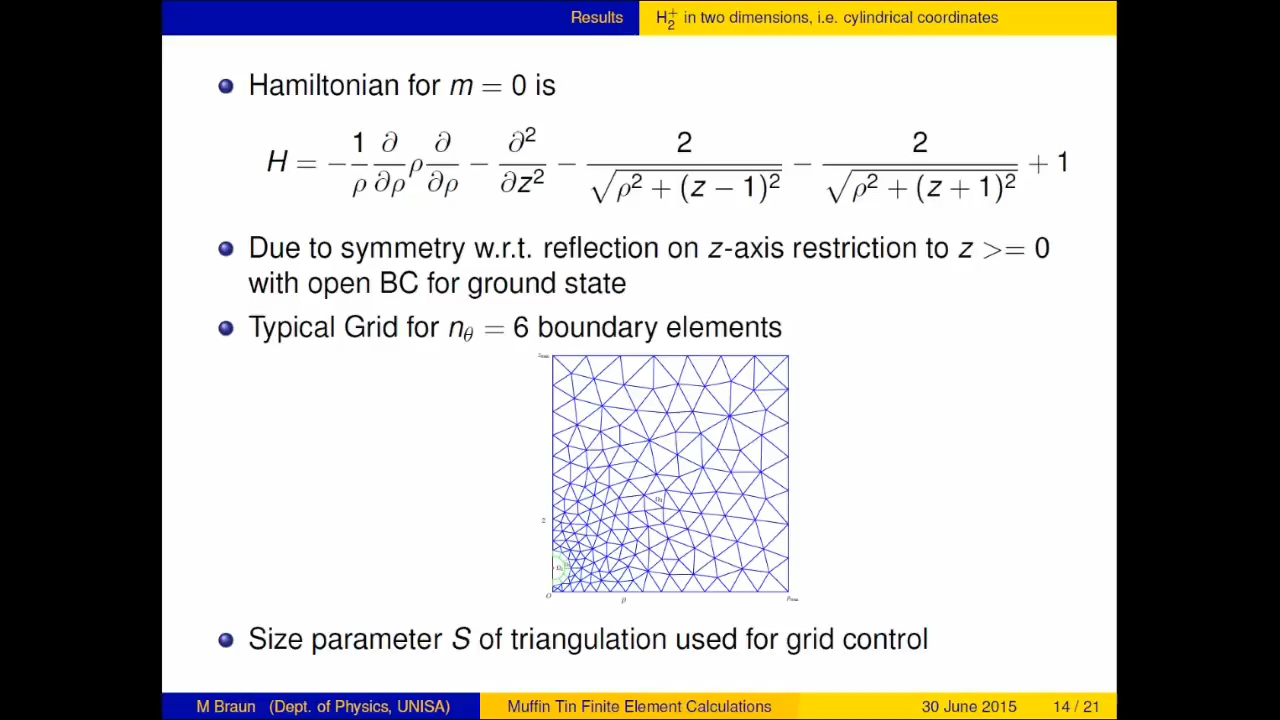 Results H₂⁺ in two dimensions, i.e. cylindrical coordinates
Hamiltonian for m = 0 is
H = −(1/ρ) ∂/∂ρ ρ ∂/∂ρ − ∂²/∂z² − 2/√(ρ² + (z − 1)²) − 2/√(ρ² + (z + 1)²) + 1
Due to symmetry w.r.t. reflection on z-axis restriction to z >= 0
with open BC for ground state
Typical Grid for nθ = 6 boundary elements
z
O
ρ
Size parameter S of triangulation used for grid control
M Braun (Dept. of Physics, UNISA) Muffin Tin Finite Element Calculations 30 June 2015 14 / 21